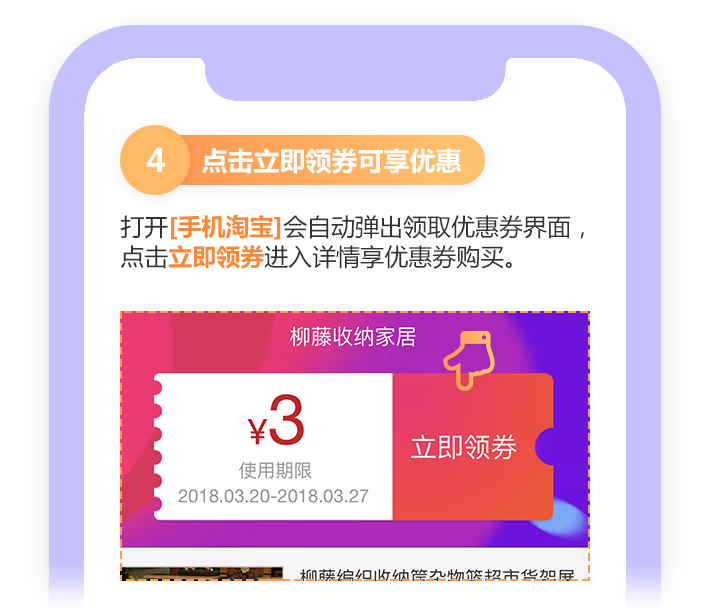 4 点击立即领券可享优惠
打开[手机淘宝]会自动弹出领取优惠券界面，
点击立即领券进入详情享优惠券购买。
柳藤收纳家居
¥3
立即领券
使用期限
2018.03.20-2018.03.27
柳藤编织收纳筐杂物篮超市货架展